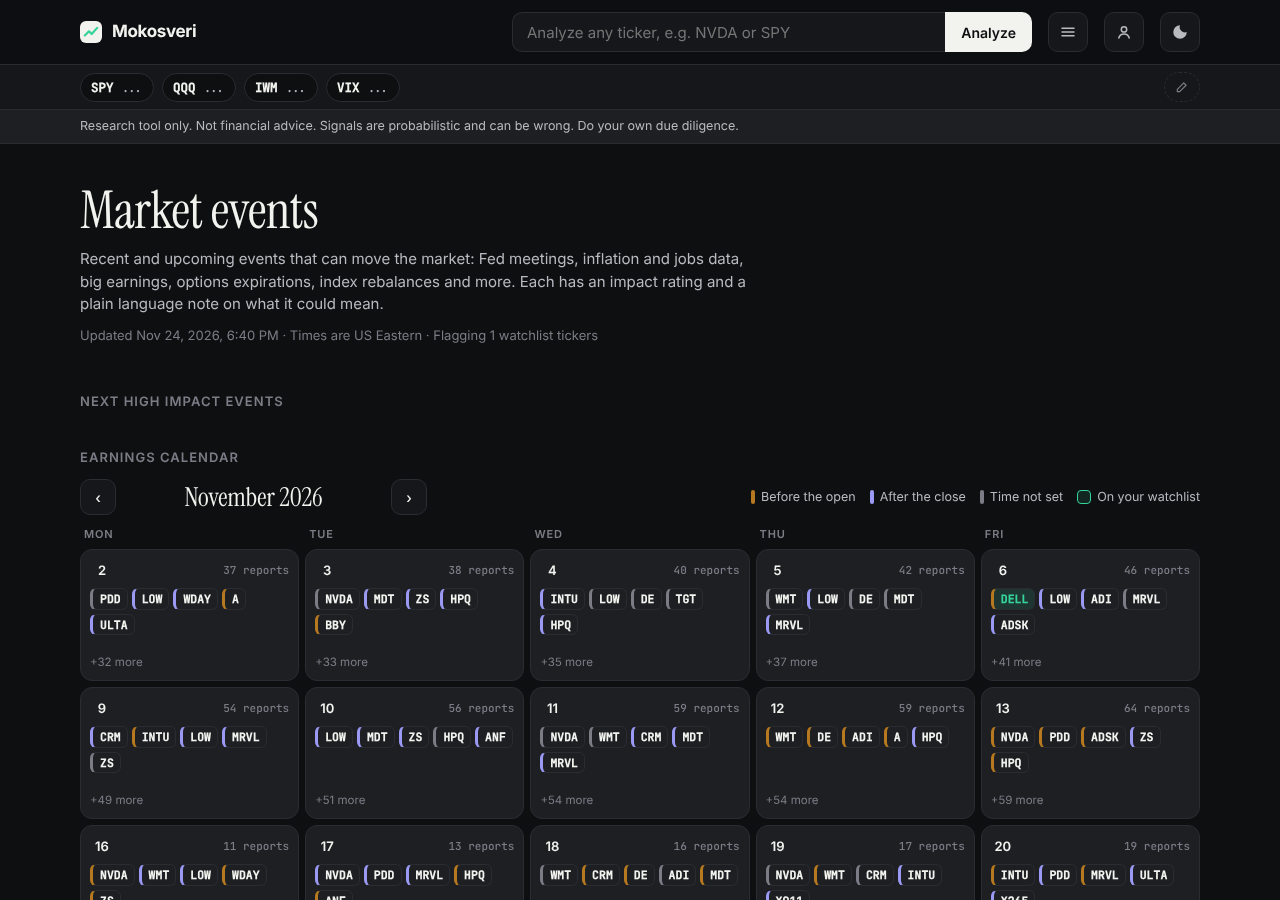 Mokosveri
Analyze any ticker, e.g. NVDA or SPY
Analyze
SPY ... QQQ ... IWM ... VIX ...
Research tool only. Not financial advice. Signals are probabilistic and can be wrong. Do your own due diligence.
Market events
Recent and upcoming events that can move the market: Fed meetings, inflation and jobs data,
big earnings, options expirations, index rebalances and more. Each has an impact rating and a
plain language note on what it could mean.
Updated Nov 24, 2026, 6:40 PM · Times are US Eastern · Flagging 1 watchlist tickers
NEXT HIGH IMPACT EVENTS
EARNINGS CALENDAR
‹ November 2026 ›
Before the open After the close Time not set On your watchlist
MON TUE WED THU FRI
2 37 reports
PDD LOW WDAY A
ULTA
+32 more
3 38 reports
NVDA MDT ZS HPQ
BBY
+33 more
4 40 reports
INTU LOW DE TGT
HPQ
+35 more
5 42 reports
WMT LOW DE MDT
MRVL
+37 more
6 46 reports
DELL LOW ADI MRVL
ADSK
+41 more
9 54 reports
CRM INTU LOW MRVL
ZS
+49 more
10 56 reports
LOW MDT ZS HPQ ANF
+51 more
11 59 reports
NVDA WMT CRM MDT
MRVL
+54 more
12 59 reports
WMT DE ADI A HPQ
+54 more
13 64 reports
NVDA PDD ADSK ZS
HPQ
+59 more
16 11 reports
NVDA WMT LOW WDAY
17 13 reports
NVDA PDD MRVL HPQ
18 16 reports
WMT CRM DE ADI MDT
19 17 reports
NVDA WMT CRM INTU
20 19 reports
INTU PDD MRVL ULTA